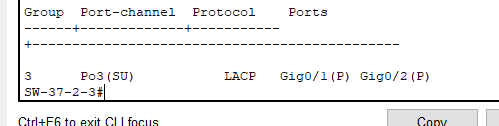 Group  Port-channel  Protocol    Ports
------+-------------+-----------+----------------------------------------------

3      Po3(SU)           LACP   Gig0/1(P) Gig0/2(P)
SW-37-2-3#
Ctrl+F6 to exit CLI focus
Copy